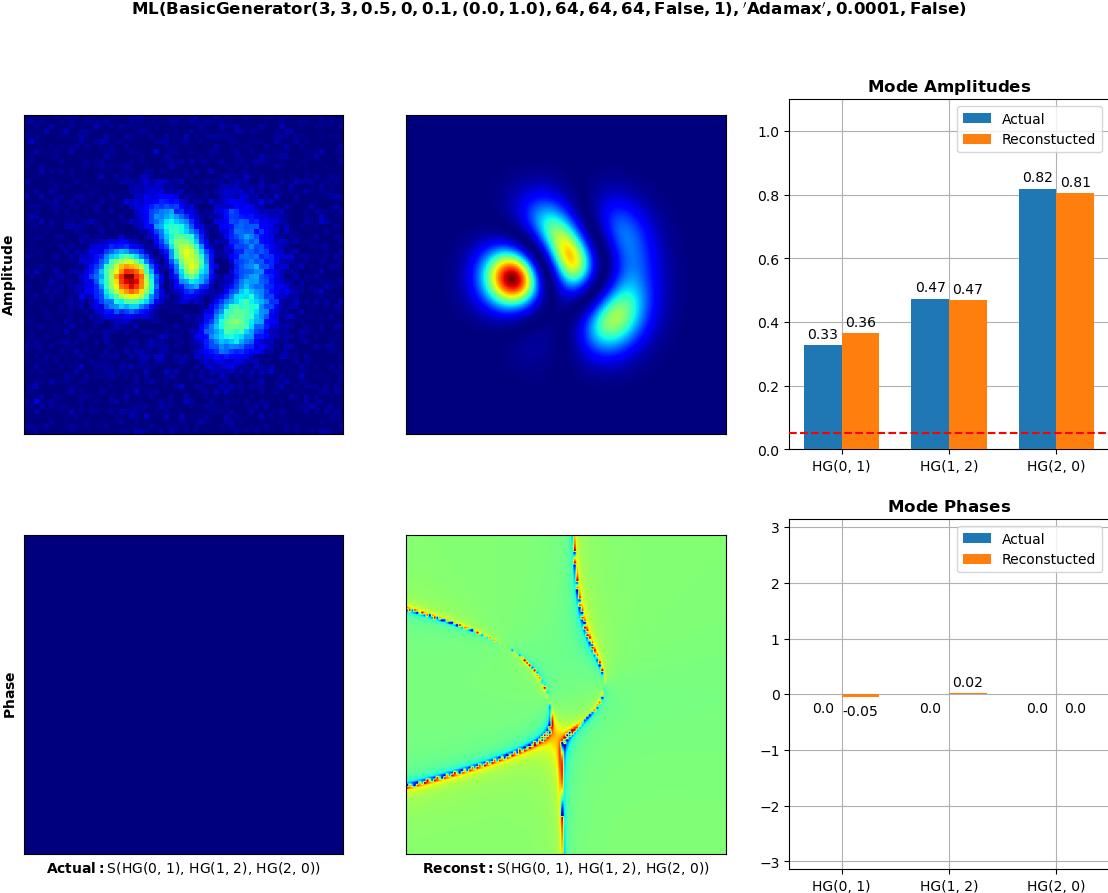 ML(BasicGenerator(3, 3, 0.5, 0, 0.1, (0.0, 1.0), 64, 64, 64, False, 1), ′Adamax′, 0.0001, False)
Amplitude
Mode Amplitudes
Actual
Reconstucted
1.0
0.8
0.6
0.4
0.2
0.0
0.33
0.36
0.47
0.47
0.82
0.81
HG(0, 1)
HG(1, 2)
HG(2, 0)
Phase
Actual: S(HG(0, 1), HG(1, 2), HG(2, 0))
Reconst: S(HG(0, 1), HG(1, 2), HG(2, 0))
Mode Phases
Actual
Reconstucted
3
2
1
0
−1
−2
−3
0.0
-0.05
0.0
0.02
0.0
0.0
HG(0, 1)
HG(1, 2)
HG(2, 0)